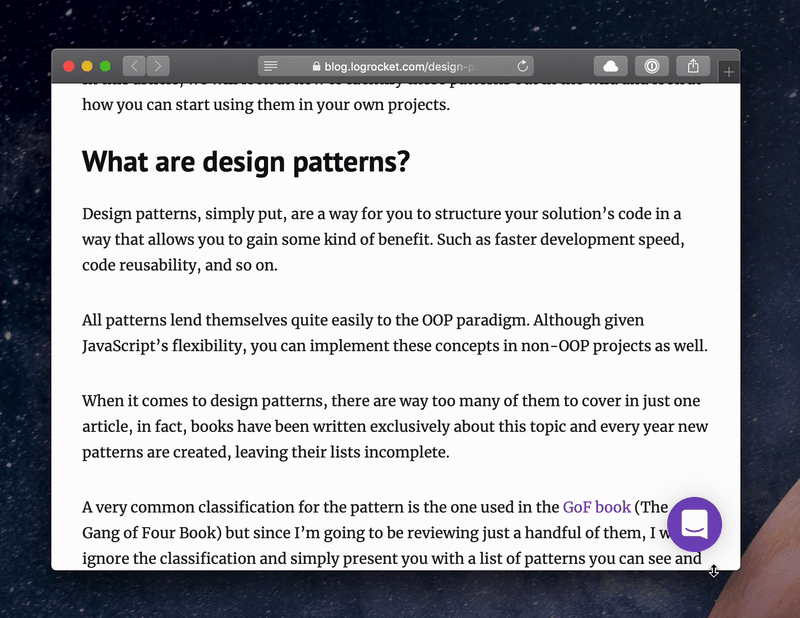 blog.logrocket.com/design-p
how you can start using them in your own projects.
What are design patterns?
Design patterns, simply put, are a way for you to structure your solution’s code in a
way that allows you to gain some kind of benefit. Such as faster development speed,
code reusability, and so on.
All patterns lend themselves quite easily to the OOP paradigm. Although given
JavaScript’s flexibility, you can implement these concepts in non-OOP projects as well.
When it comes to design patterns, there are way too many of them to cover in just one
article, in fact, books have been written exclusively about this topic and every year new
patterns are created, leaving their lists incomplete.
A very common classification for the pattern is the one used in the GoF book (The
Gang of Four Book) but since I’m going to be reviewing just a handful of them, I w
ignore the classification and simply present you with a list of patterns you can see and